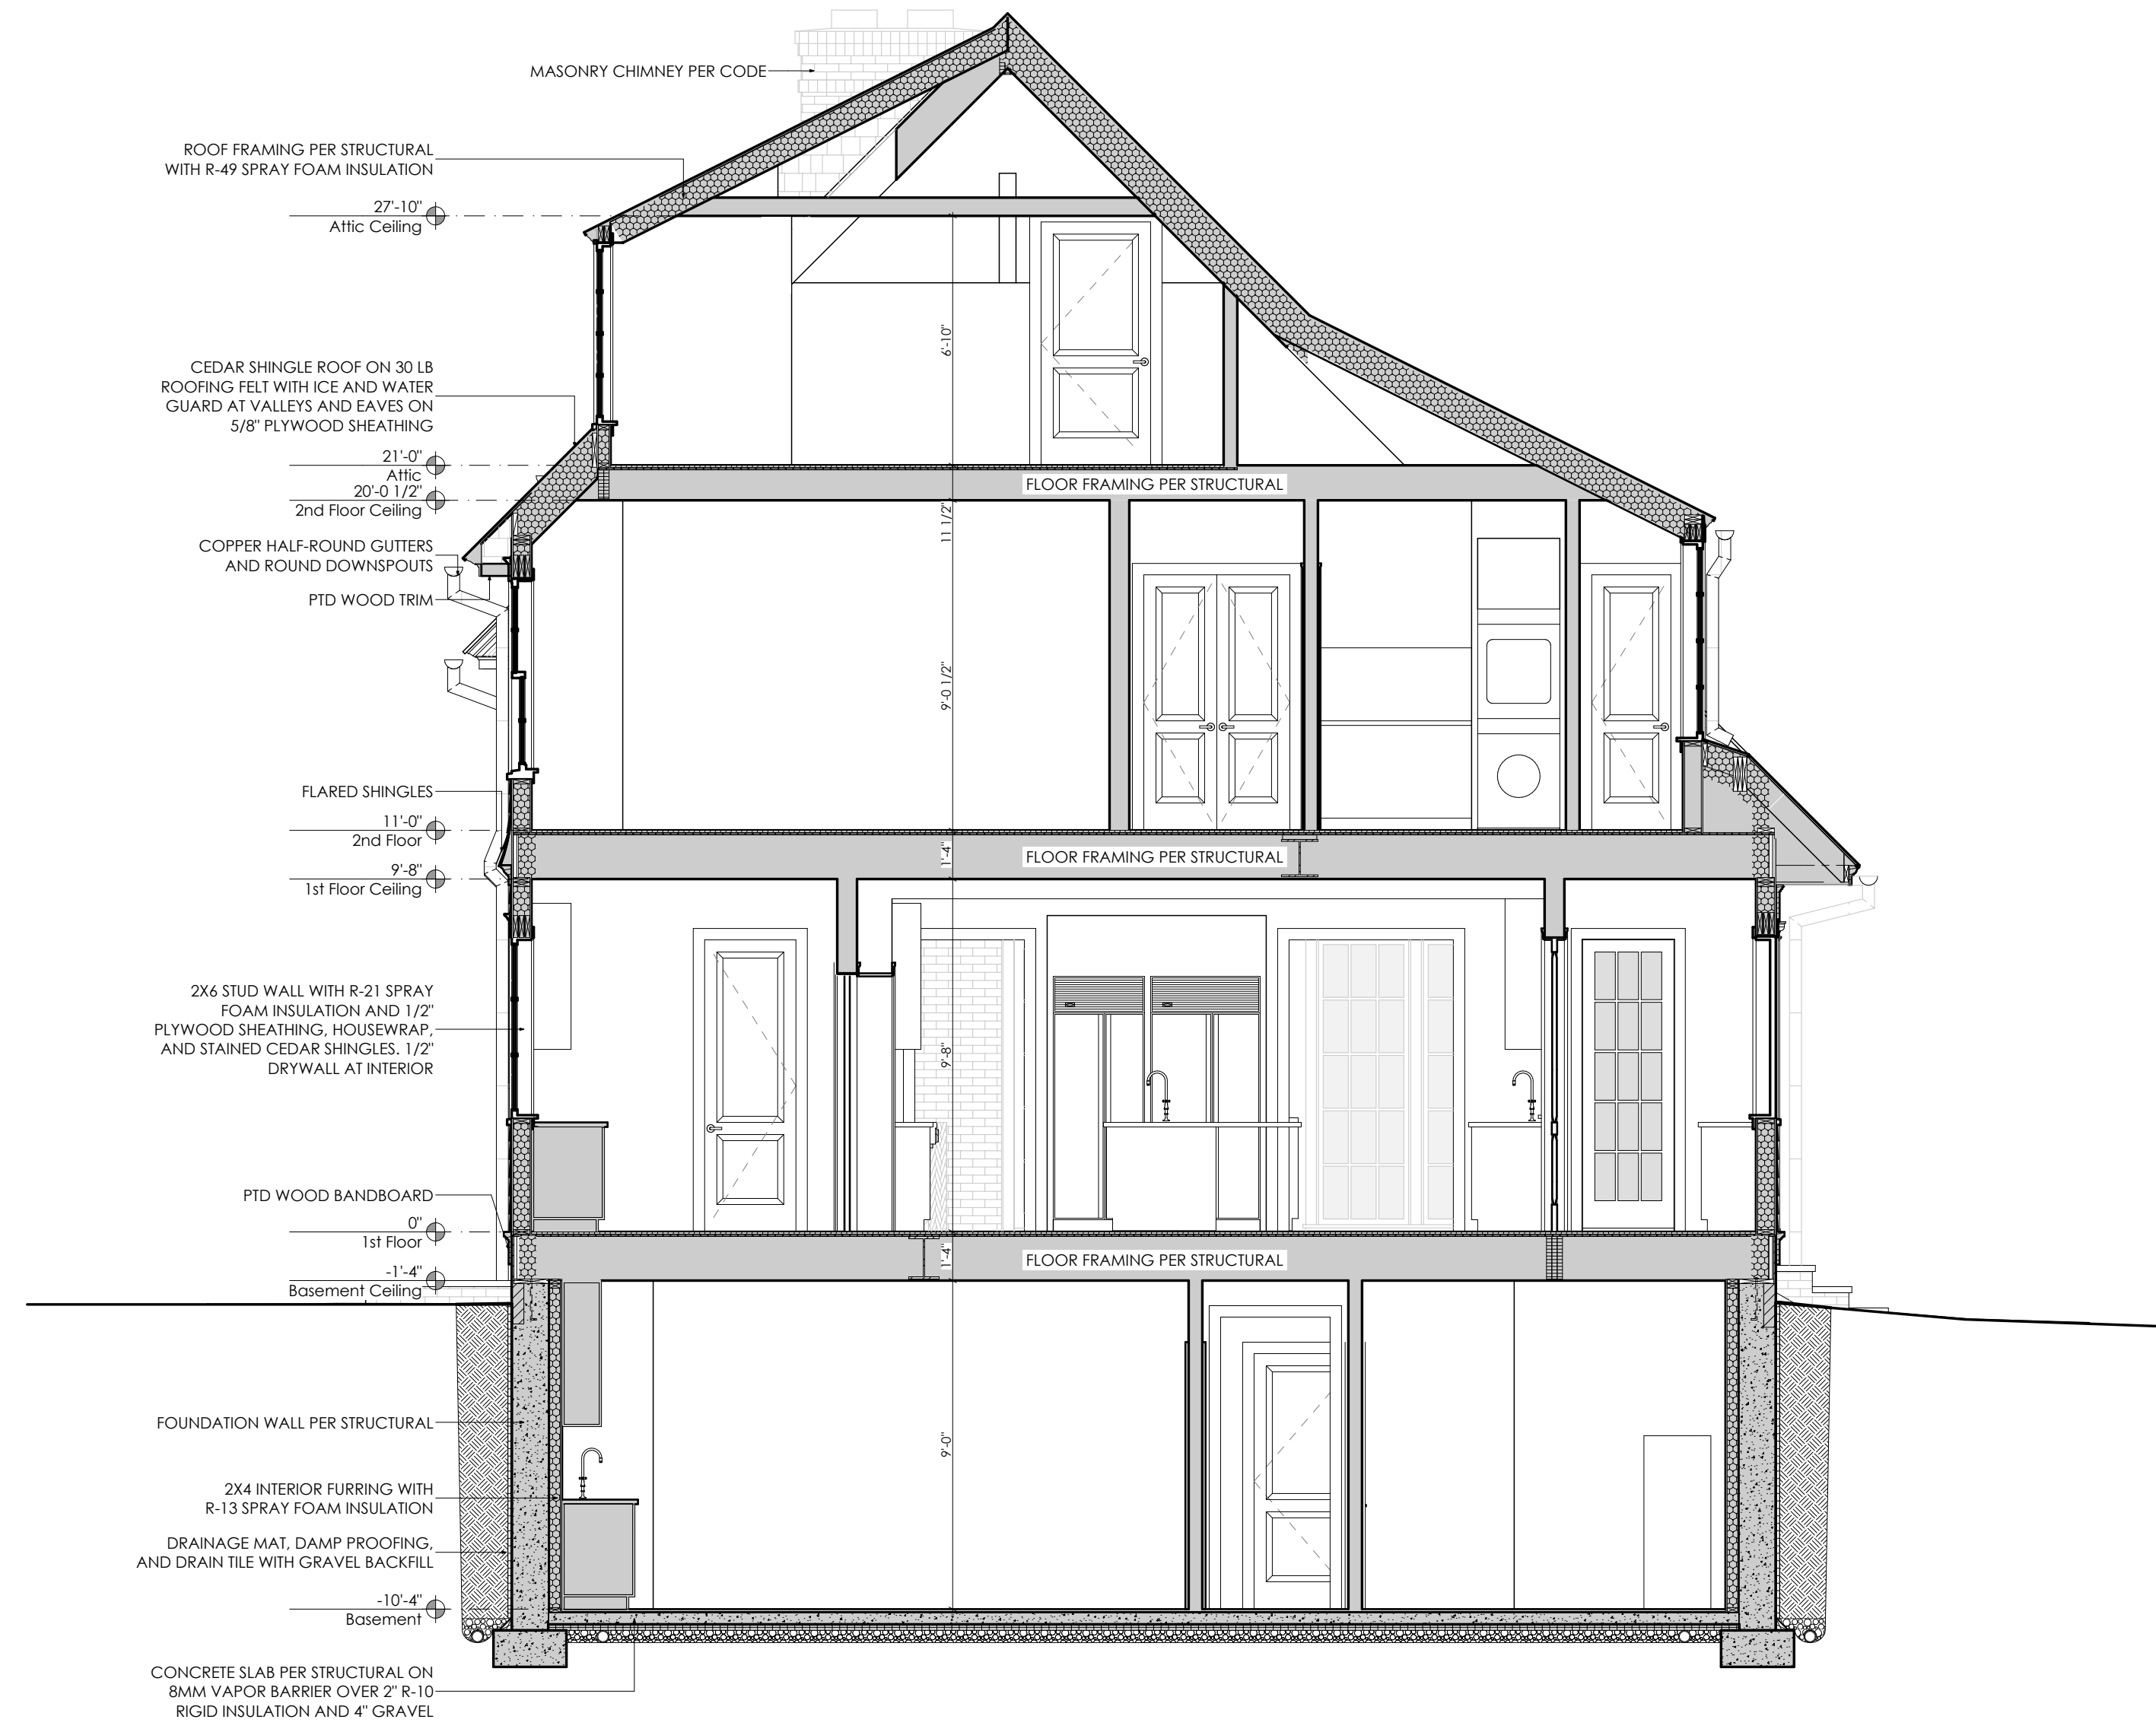 MASONRY CHIMNEY PER CODE
ROOF FRAMING PER STRUCTURAL
WITH R-49 SPRAY FOAM INSULATION
27'-10"
Attic Ceiling
6'-10"
CEDAR SHINGLE ROOF ON 30 LB
ROOFING FELT WITH ICE AND WATER
GUARD AT VALLEYS AND EAVES ON
5/8" PLYWOOD SHEATHING
21'-0"
Attic
20'-0 1/2"
2nd Floor Ceiling
FLOOR FRAMING PER STRUCTURAL
11 1/2"
COPPER HALF-ROUND GUTTERS
AND ROUND DOWNSPOUTS
PTD WOOD TRIM
9'-0 1/2"
FLARED SHINGLES
11'-0"
2nd Floor
1'-4"
FLOOR FRAMING PER STRUCTURAL
9'-8"
1st Floor Ceiling
2X6 STUD WALL WITH R-21 SPRAY
FOAM INSULATION AND 1/2"
PLYWOOD SHEATHING, HOUSEWRAP,
AND STAINED CEDAR SHINGLES. 1/2"
DRYWALL AT INTERIOR
9'-8"
PTD WOOD BANDBOARD
0"
1st Floor
1'-4"
FLOOR FRAMING PER STRUCTURAL
-1'-4"
Basement Ceiling
FOUNDATION WALL PER STRUCTURAL
9'-0"
2X4 INTERIOR FURRING WITH
R-13 SPRAY FOAM INSULATION
DRAINAGE MAT, DAMP PROOFING,
AND DRAIN TILE WITH GRAVEL BACKFILL
-10'-4"
Basement
CONCRETE SLAB PER STRUCTURAL ON
8MM VAPOR BARRIER OVER 2" R-10
RIGID INSULATION AND 4" GRAVEL